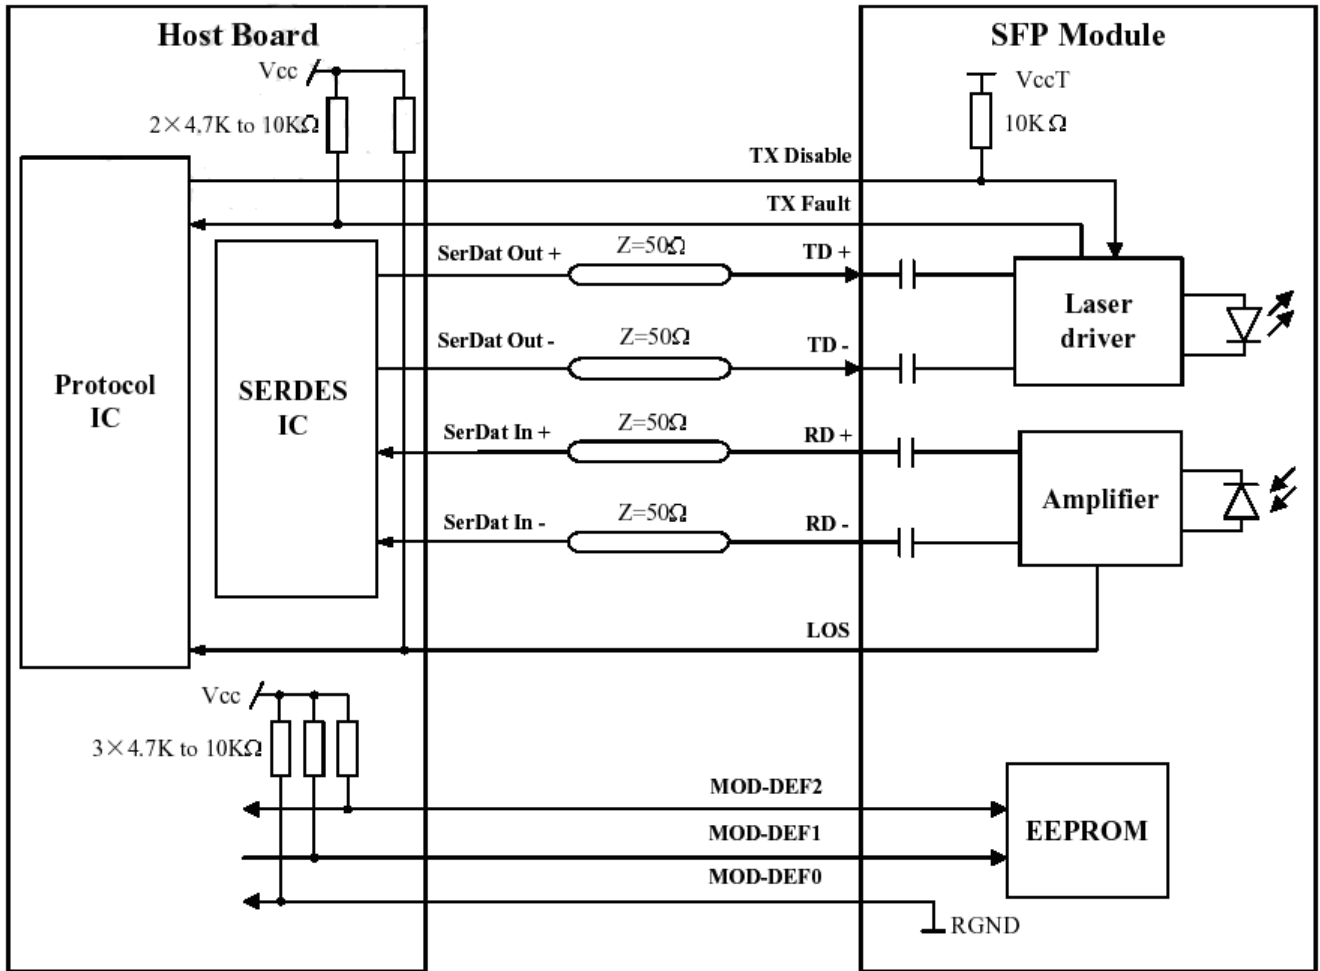 Host Board
SFP Module
Vcc
VccT
2×4.7K to 10KΩ
10KΩ
TX Disable
TX Fault
SerDat Out +
Z=50Ω
TD +
SerDat Out -
Z=50Ω
TD -
Laser
driver
Protocol
IC
SERDES
IC
SerDat In +
Z=50Ω
RD +
SerDat In -
Z=50Ω
RD -
Amplifier
LOS
Vcc
3×4.7K to 10KΩ
MOD-DEF2
MOD-DEF1
MOD-DEF0
EEPROM
RGND